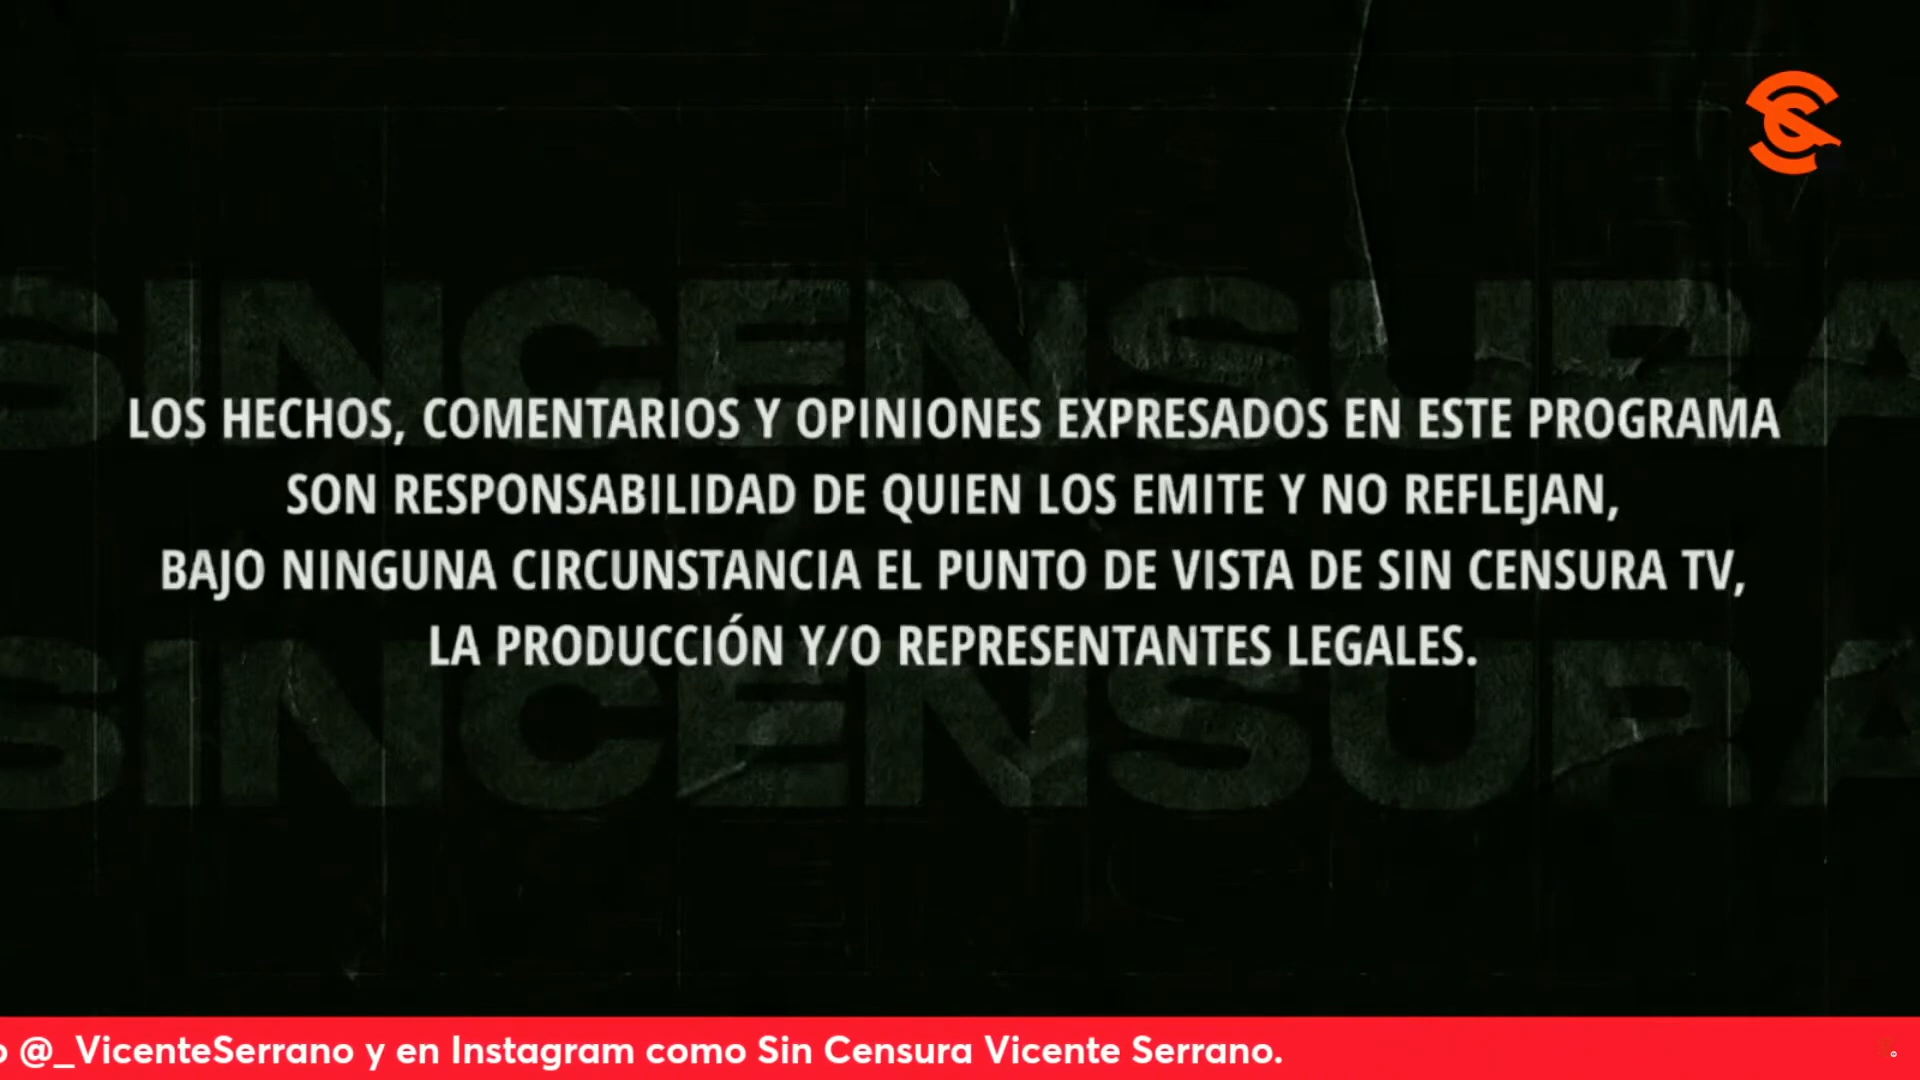 SINCENSURA
LOS HECHOS, COMENTARIOS Y OPINIONES EXPRESADOS EN ESTE PROGRAMA
SON RESPONSABILIDAD DE QUIEN LOS EMITE Y NO REFLEJAN,
BAJO NINGUNA CIRCUNSTANCIA EL PUNTO DE VISTA DE SIN CENSURA TV,
LA PRODUCCIÓN Y/O REPRESENTANTES LEGALES.
SINCENSURA
@_VicenteSerrano y en Instagram como Sin Censura Vicente Serrano.